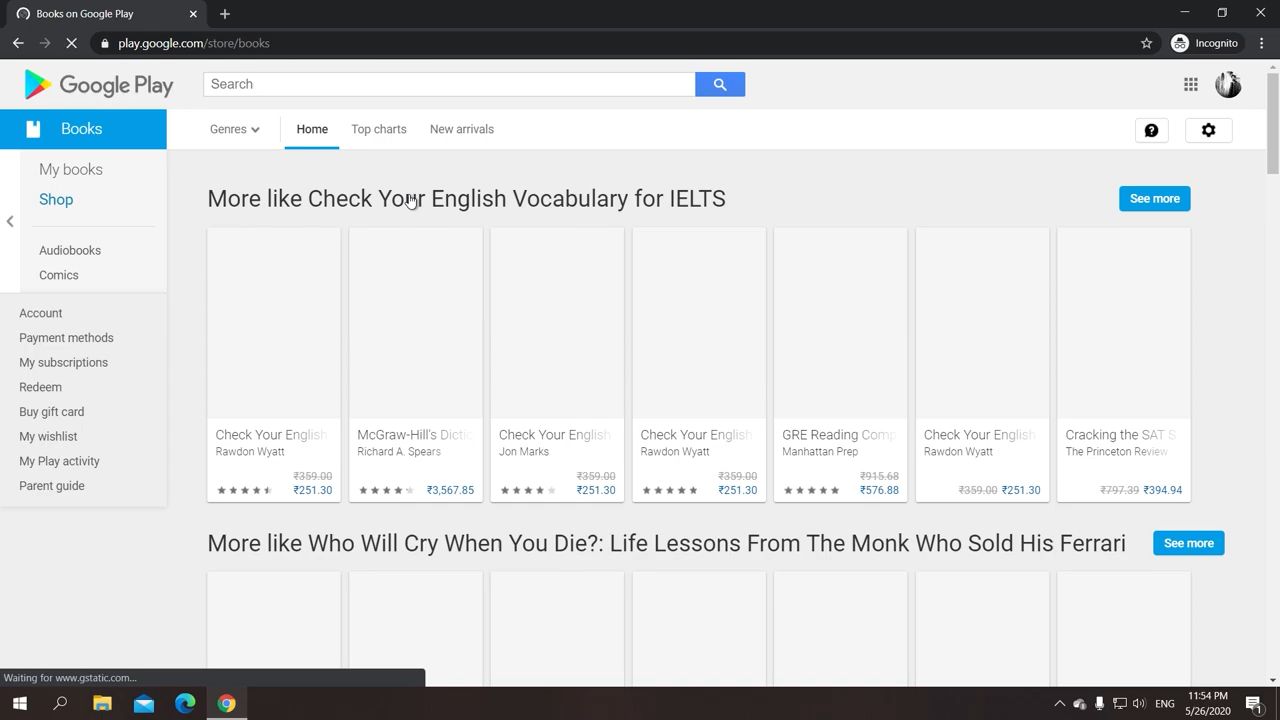 Books on Google Play
play.google.com/store/books
Incognito
Google Play
Search
Books
Genres
Home
Top charts
New arrivals
My books
Shop
Audiobooks
Comics
Account
Payment methods
My subscriptions
Redeem
Buy gift card
My wishlist
My Play activity
Parent guide
More like Check Your English Vocabulary for IELTS
See more
Check Your English
Rawdon Wyatt
₹359.00
₹251.30
McGraw-Hill's Dictic
Richard A. Spears
₹3,567.85
Check Your English
Jon Marks
₹359.00
₹251.30
Check Your English
Rawdon Wyatt
₹359.00
₹251.30
GRE Reading Comp
Manhattan Prep
₹915.68
₹576.88
Check Your English
Rawdon Wyatt
₹359.00 ₹251.30
Cracking the SAT S
The Princeton Review
₹797.39 ₹394.94
More like Who Will Cry When You Die?: Life Lessons From The Monk Who Sold His Ferrari
See more
Waiting for www.gstatic.com...
ENG
11:54 PM
5/26/2020
1